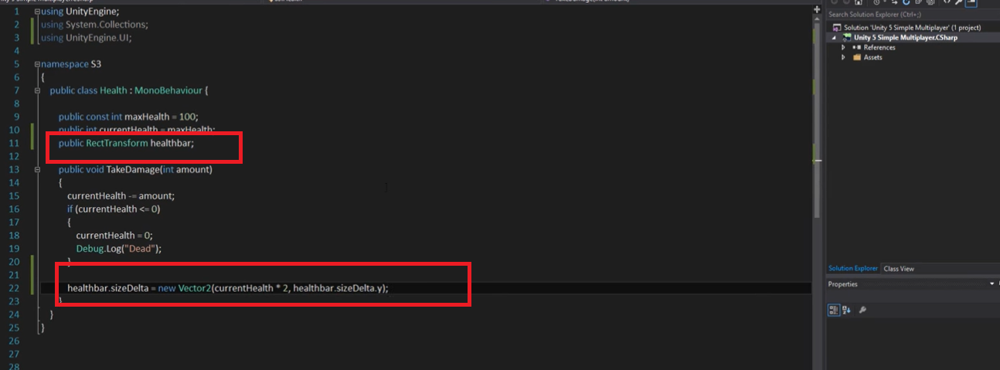 using UnityEngine;
using System.Collections;
using UnityEngine.UI;
namespace S3
{
public class Health : MonoBehaviour {
public const int maxHealth = 100;
public int currentHealth = maxHealth;
public RectTransform healthbar;
public void TakeDamage(int amount)
{
currentHealth -= amount;
if (currentHealth <= 0)
{
currentHealth = 0;
Debug.Log("Dead");
}
healthbar.sizeDelta = new Vector2(currentHealth * 2, healthbar.sizeDelta.y);
}
}
}
1
2
3
4
5
6
7
8
9
10
11
12
13
14
15
16
17
18
19
20
21
22
23
24
25
26
27
28
Search Solution Explorer (Ctrl+;)
Solution 'Unity 5 Simple Multiplayer' (1 project)
Unity 5 Simple Multiplayer.CSharp
References
Assets
Solution Explorer Class View
Properties